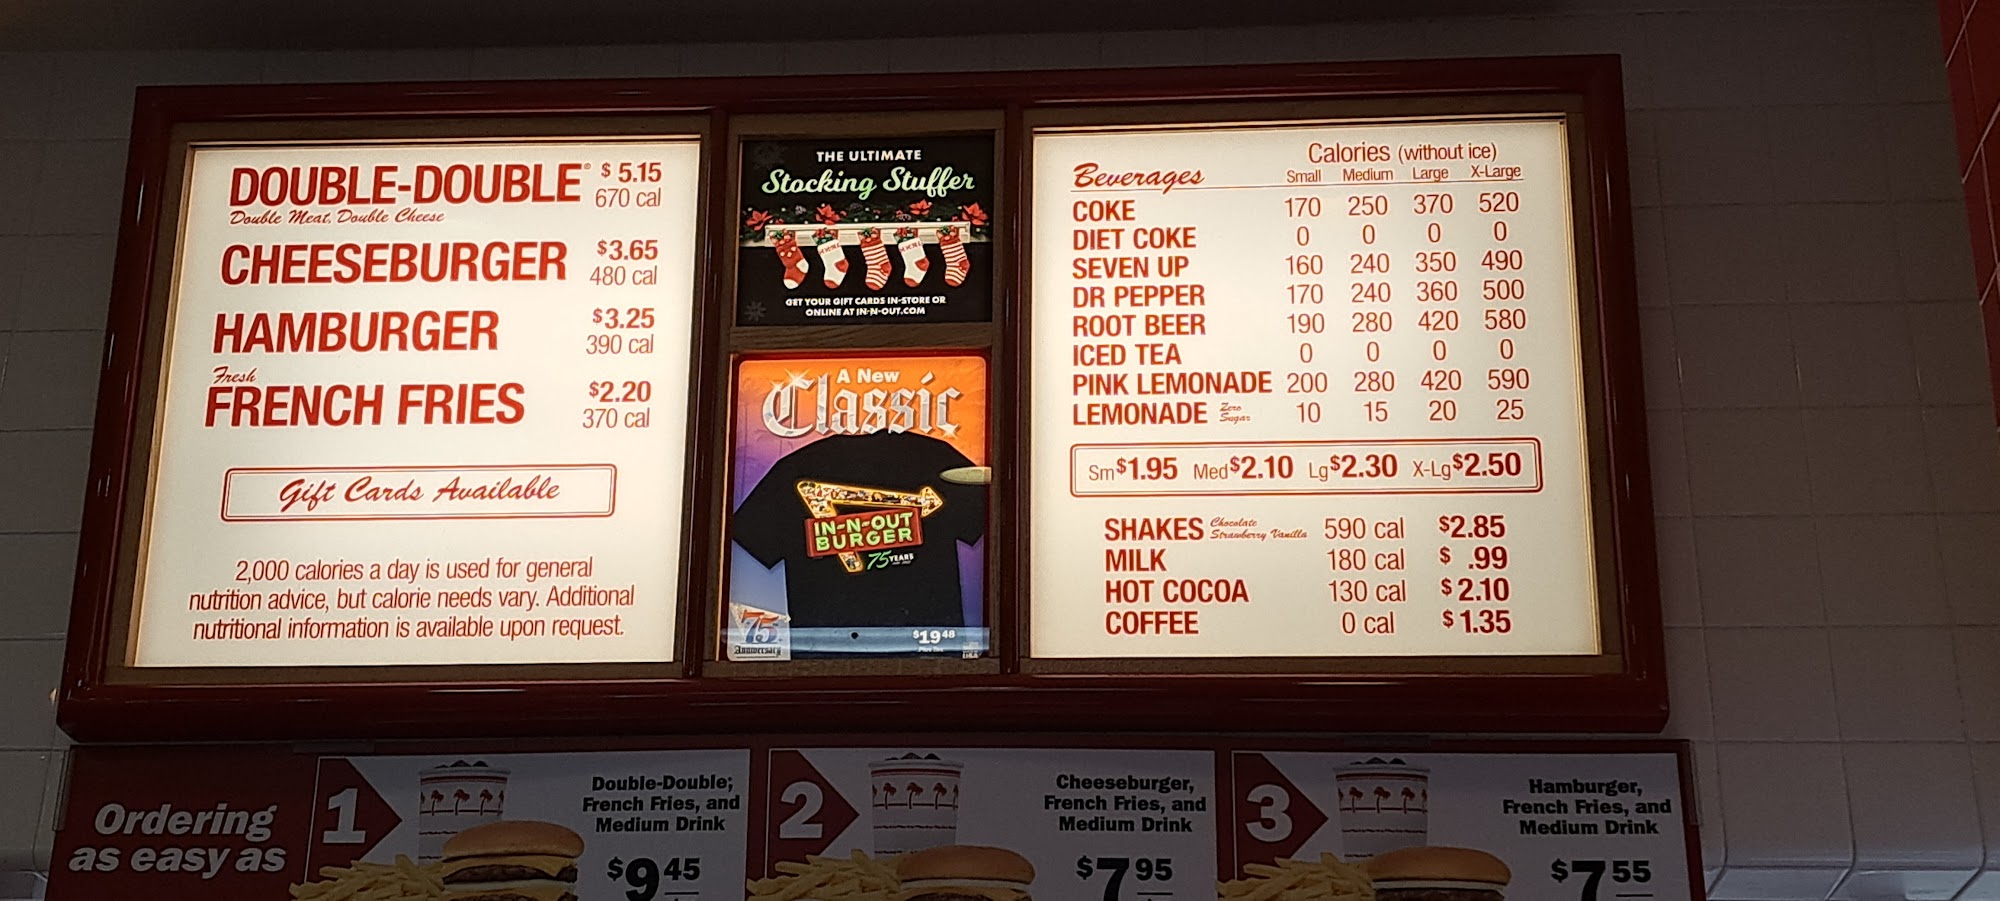 DOUBLE-DOUBLE® $5.15
Double Meat, Double Cheese 670 cal
CHEESEBURGER $3.65
480 cal
HAMBURGER $3.25
390 cal
Fresh
FRENCH FRIES $2.20
370 cal
Gift Cards Available
2,000 calories a day is used for general
nutrition advice, but calorie needs vary. Additional
nutritional information is available upon request.
THE ULTIMATE
Stocking Stuffer
GET YOUR GIFT CARDS IN-STORE OR
ONLINE AT IN-N-OUT.COM
A New
Classic
IN-N-OUT
BURGER
75 YEARS
75
Anniversary
$19.48
Plus Tax
Calories (without ice)
Beverages Small Medium Large X-Large
COKE 170 250 370 520
DIET COKE 0 0 0 0
SEVEN UP 160 240 350 490
DR PEPPER 170 240 360 500
ROOT BEER 190 280 420 580
ICED TEA 0 0 0 0
PINK LEMONADE 200 280 420 590
LEMONADE Zero Sugar 10 15 20 25
Sm $1.95 Med $2.10 Lg $2.30 X-Lg $2.50
SHAKES Chocolate Strawberry Vanilla 590 cal $2.85
MILK 180 cal $ .99
HOT COCOA 130 cal $2.10
COFFEE 0 cal $1.35
Ordering
as easy as
1
Double-Double,
French Fries, and
Medium Drink
$9.45
2
Cheeseburger,
French Fries, and
Medium Drink
$7.95
3
Hamburger,
French Fries, and
Medium Drink
$7.55